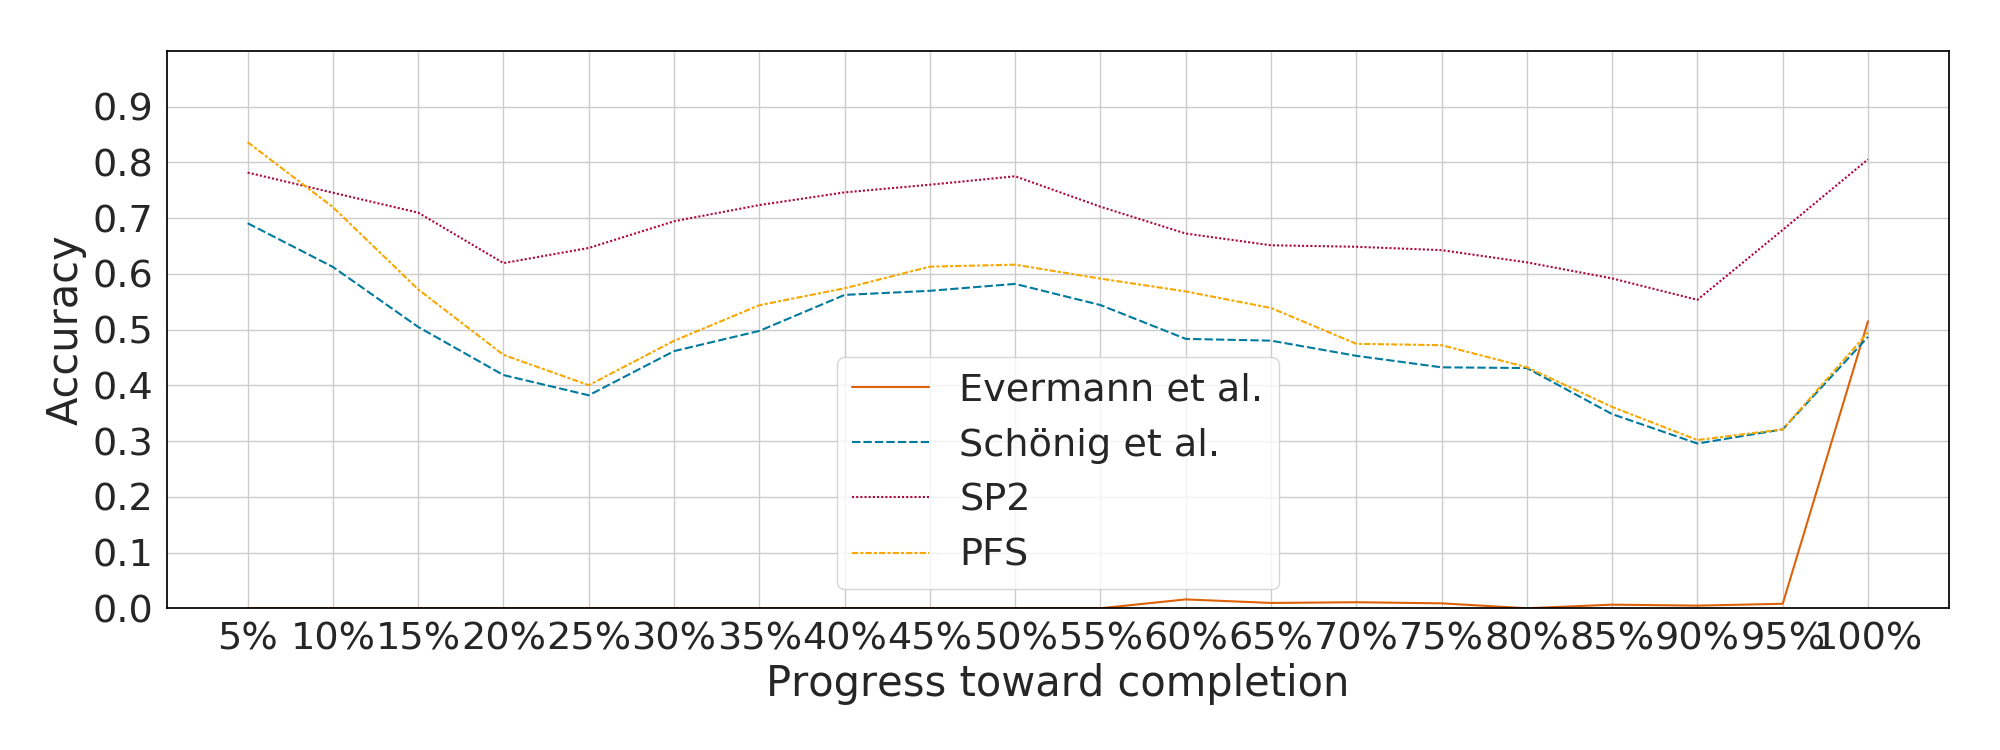 Accuracy
0.9
0.8
0.7
0.6
0.5
0.4
0.3
0.2
0.1
0.0
Evermann et al.
Schönig et al.
SP2
PFS
5% 10% 15% 20% 25% 30% 35% 40% 45% 50% 55% 60% 65% 70% 75% 80% 85% 90% 95% 100%
Progress toward completion